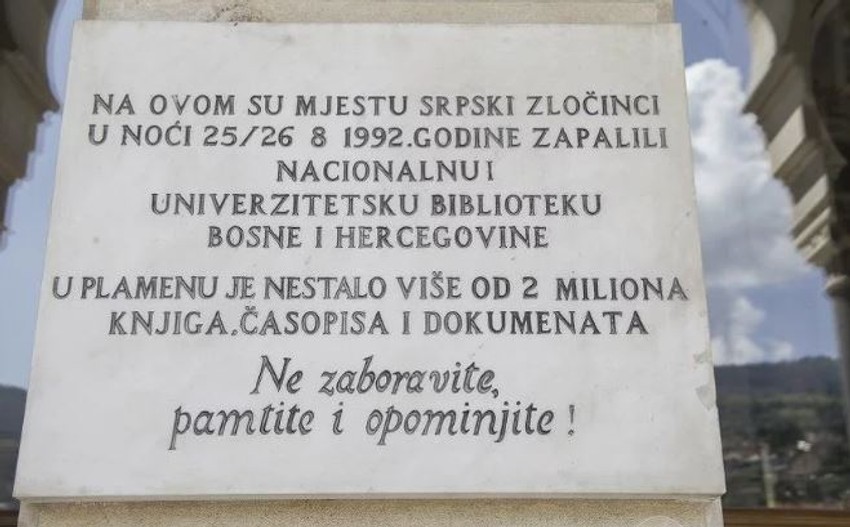 NA OVOM SU MJESTU SRPSKI ZLOČINCI
U NOĆI 25/26 8 1992.GODINE ZAPALILI
NACIONALNU I
UNIVERZITETSKU BIBLIOTEKU
BOSNE I HERCEGOVINE
U PLAMENU JE NESTALO VIŠE OD 2 MILIONA
KNJIGA.ČASOPISA I DOKUMENATA
Ne zaboravite,
pamtite i opominjite !